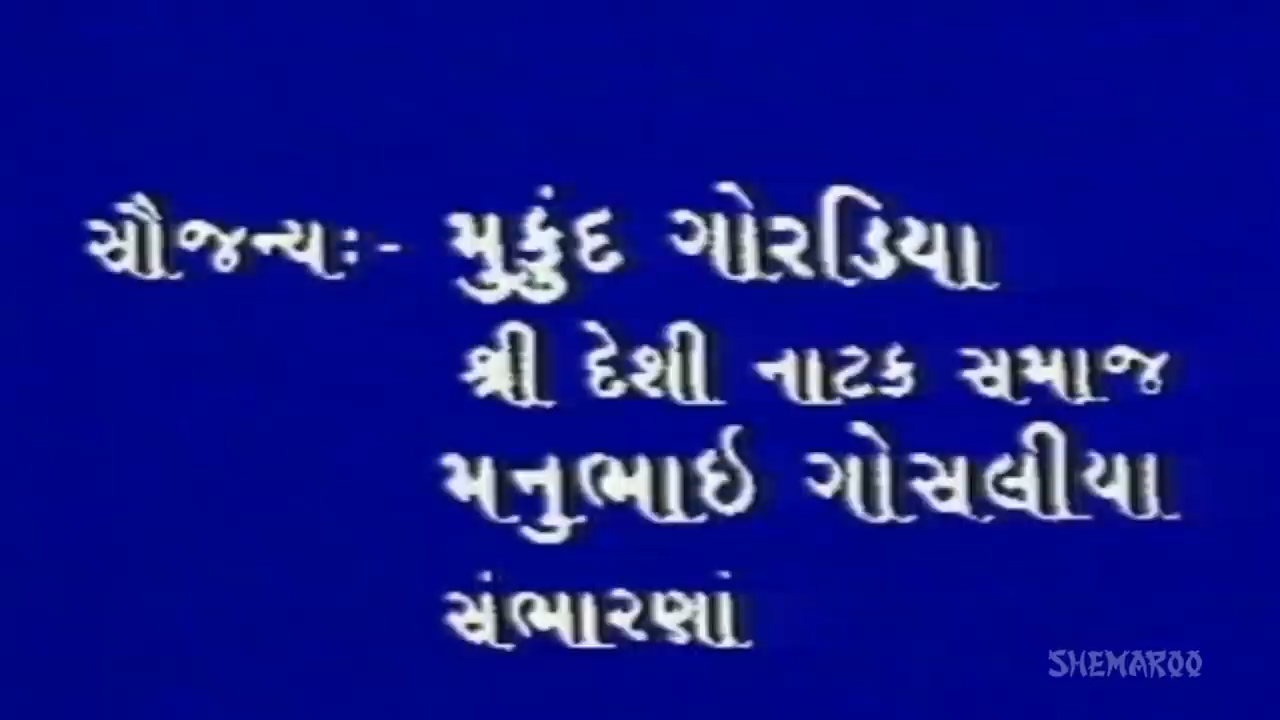 સૌજન્યઃ- મુકુંદ ગોરડિયા
શ્રી દેશી નાટક સમાજ
મનુભાઈ ગોસલીયા
સંભારણાં
SHEMAROO